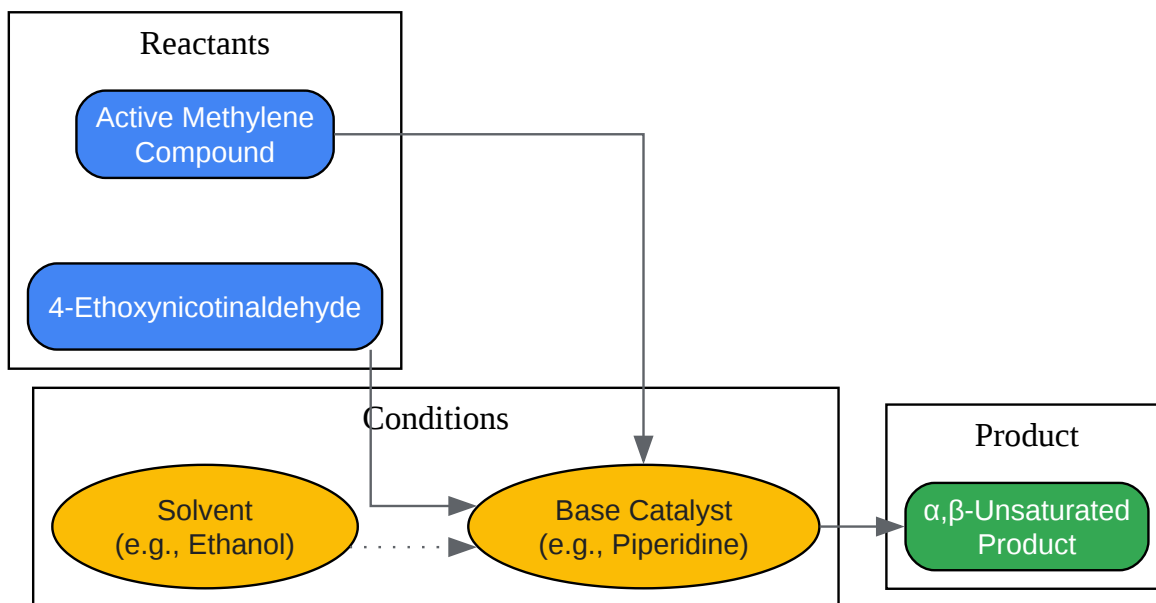 Reactants
Active Methylene
Compound
4-Ethoxynicotinaldehyde
Conditions
Solvent
(e.g., Ethanol)
Base Catalyst
(e.g., Piperidine)
Product
α,β-Unsaturated
Product